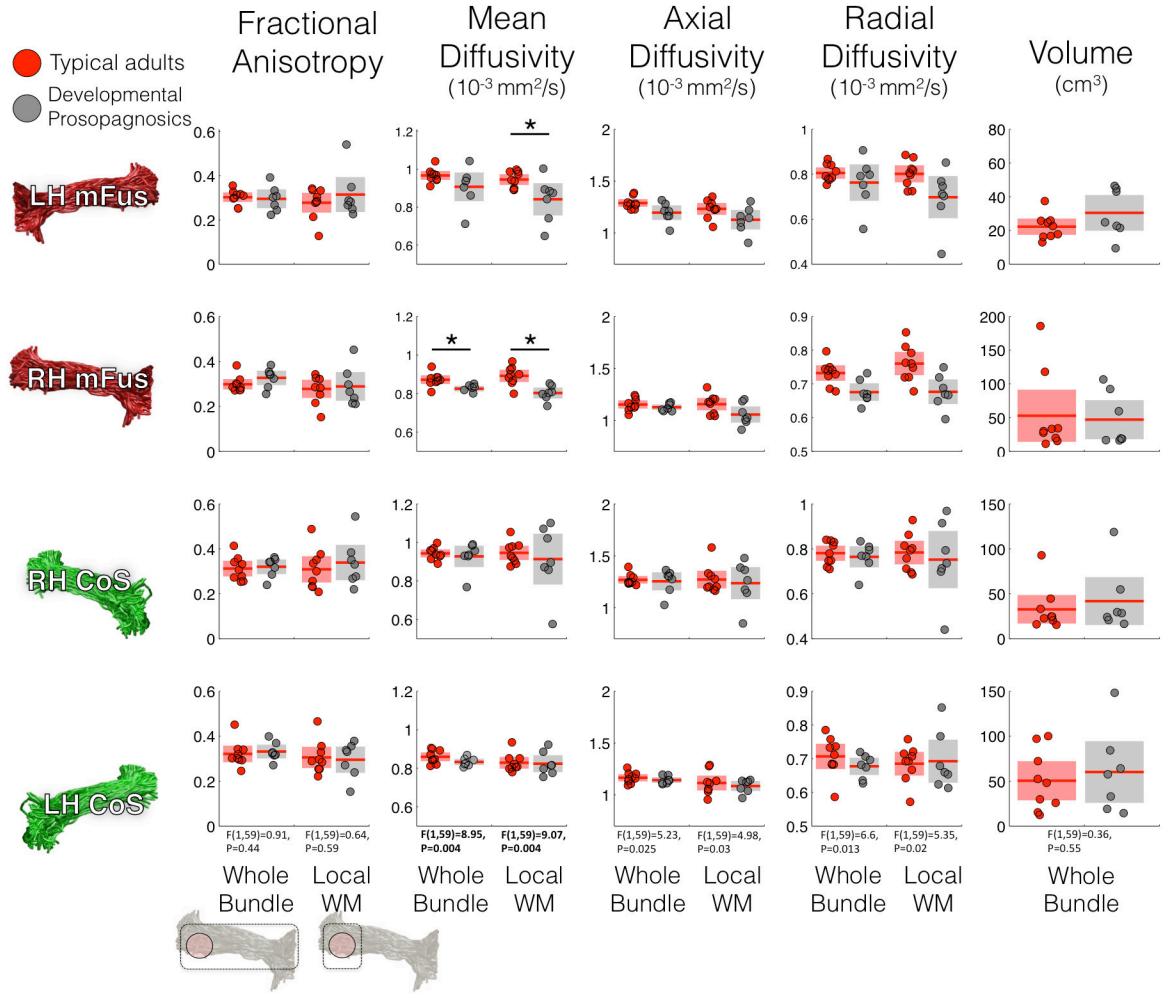 Fractional
Anisotropy
Mean
Diffusivity
(10-3 mm2/s)
Axial
Diffusivity
(10-3 mm2/s)
Radial
Diffusivity
(10-3 mm2/s)
Volume
(cm3)
Typical adults
Developmental
Prosopagnosics
LH mFus
0.6
0.4
0.2
0
1.2
1
0.8
0.6
0.4
*
2
1.5
1
1
0.8
0.6
0.4
80
60
40
20
0
RH mFus
0.6
0.4
0.2
0
1.2
1
0.8
0.6
* *
2
1.5
1
1
0.9
0.8
0.7
0.6
0.5
200
150
100
50
0
RH CoS
0.6
0.4
0.2
0
1.2
1
0.8
0.6
2
1.5
1
1
0.8
0.6
0.4
150
100
50
0
LH CoS
0.6
0.4
0.2
0
1.2
1
0.8
0.6
2
1.5
1
0.9
0.8
0.7
0.6
0.5
150
100
50
0
F(1,59)=0.91,
P=0.44
F(1,59)=0.64,
P=0.59
F(1,59)=8.95,
P=0.004
F(1,59)=9.07,
P=0.004
F(1,59)=5.23,
P=0.025
F(1,59)=4.98,
P=0.03
F(1,59)=6.6,
P=0.013
F(1,59)=5.35,
P=0.02
F(1,59)=0.36,
P=0.55
Whole
Bundle
Local
WM
Whole
Bundle
Local
WM
Whole
Bundle
Local
WM
Whole
Bundle
Local
WM
Whole
Bundle